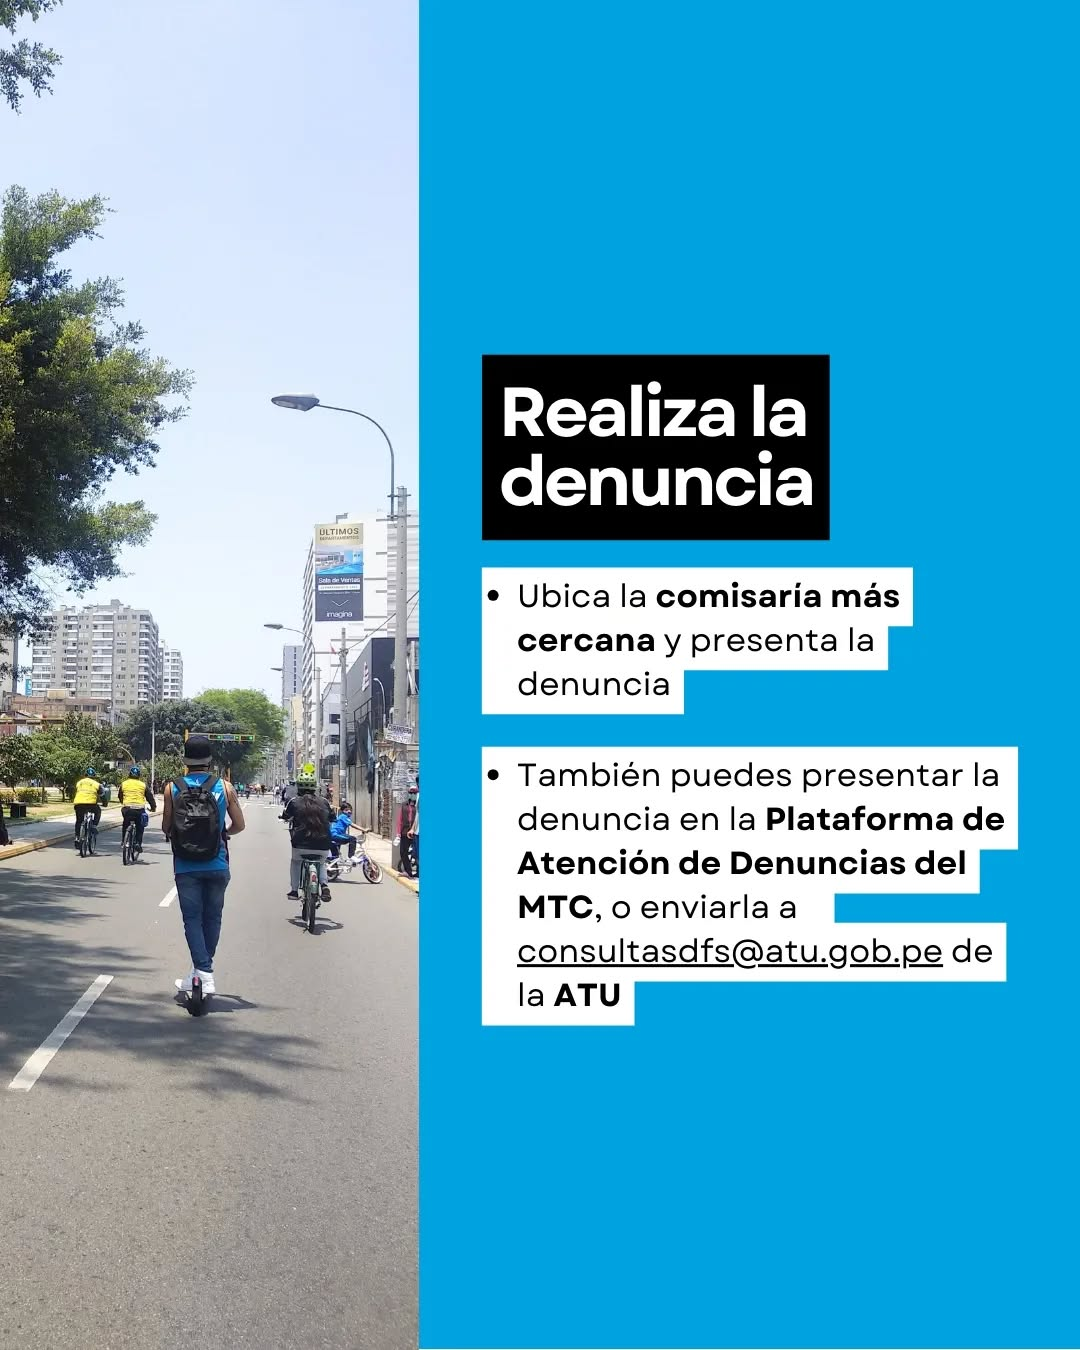 Realiza la
denuncia
• Ubica la comisaría más
cercana y presenta la
denuncia
• También puedes presentar la
denuncia en la Plataforma de
Atención de Denuncias del
MTC, o enviarla a
consultasdfs@atu.gob.pe de
la ATU
ÚLTIMOS
DEPARTAMENTOS
Sala de Ventas
imagina